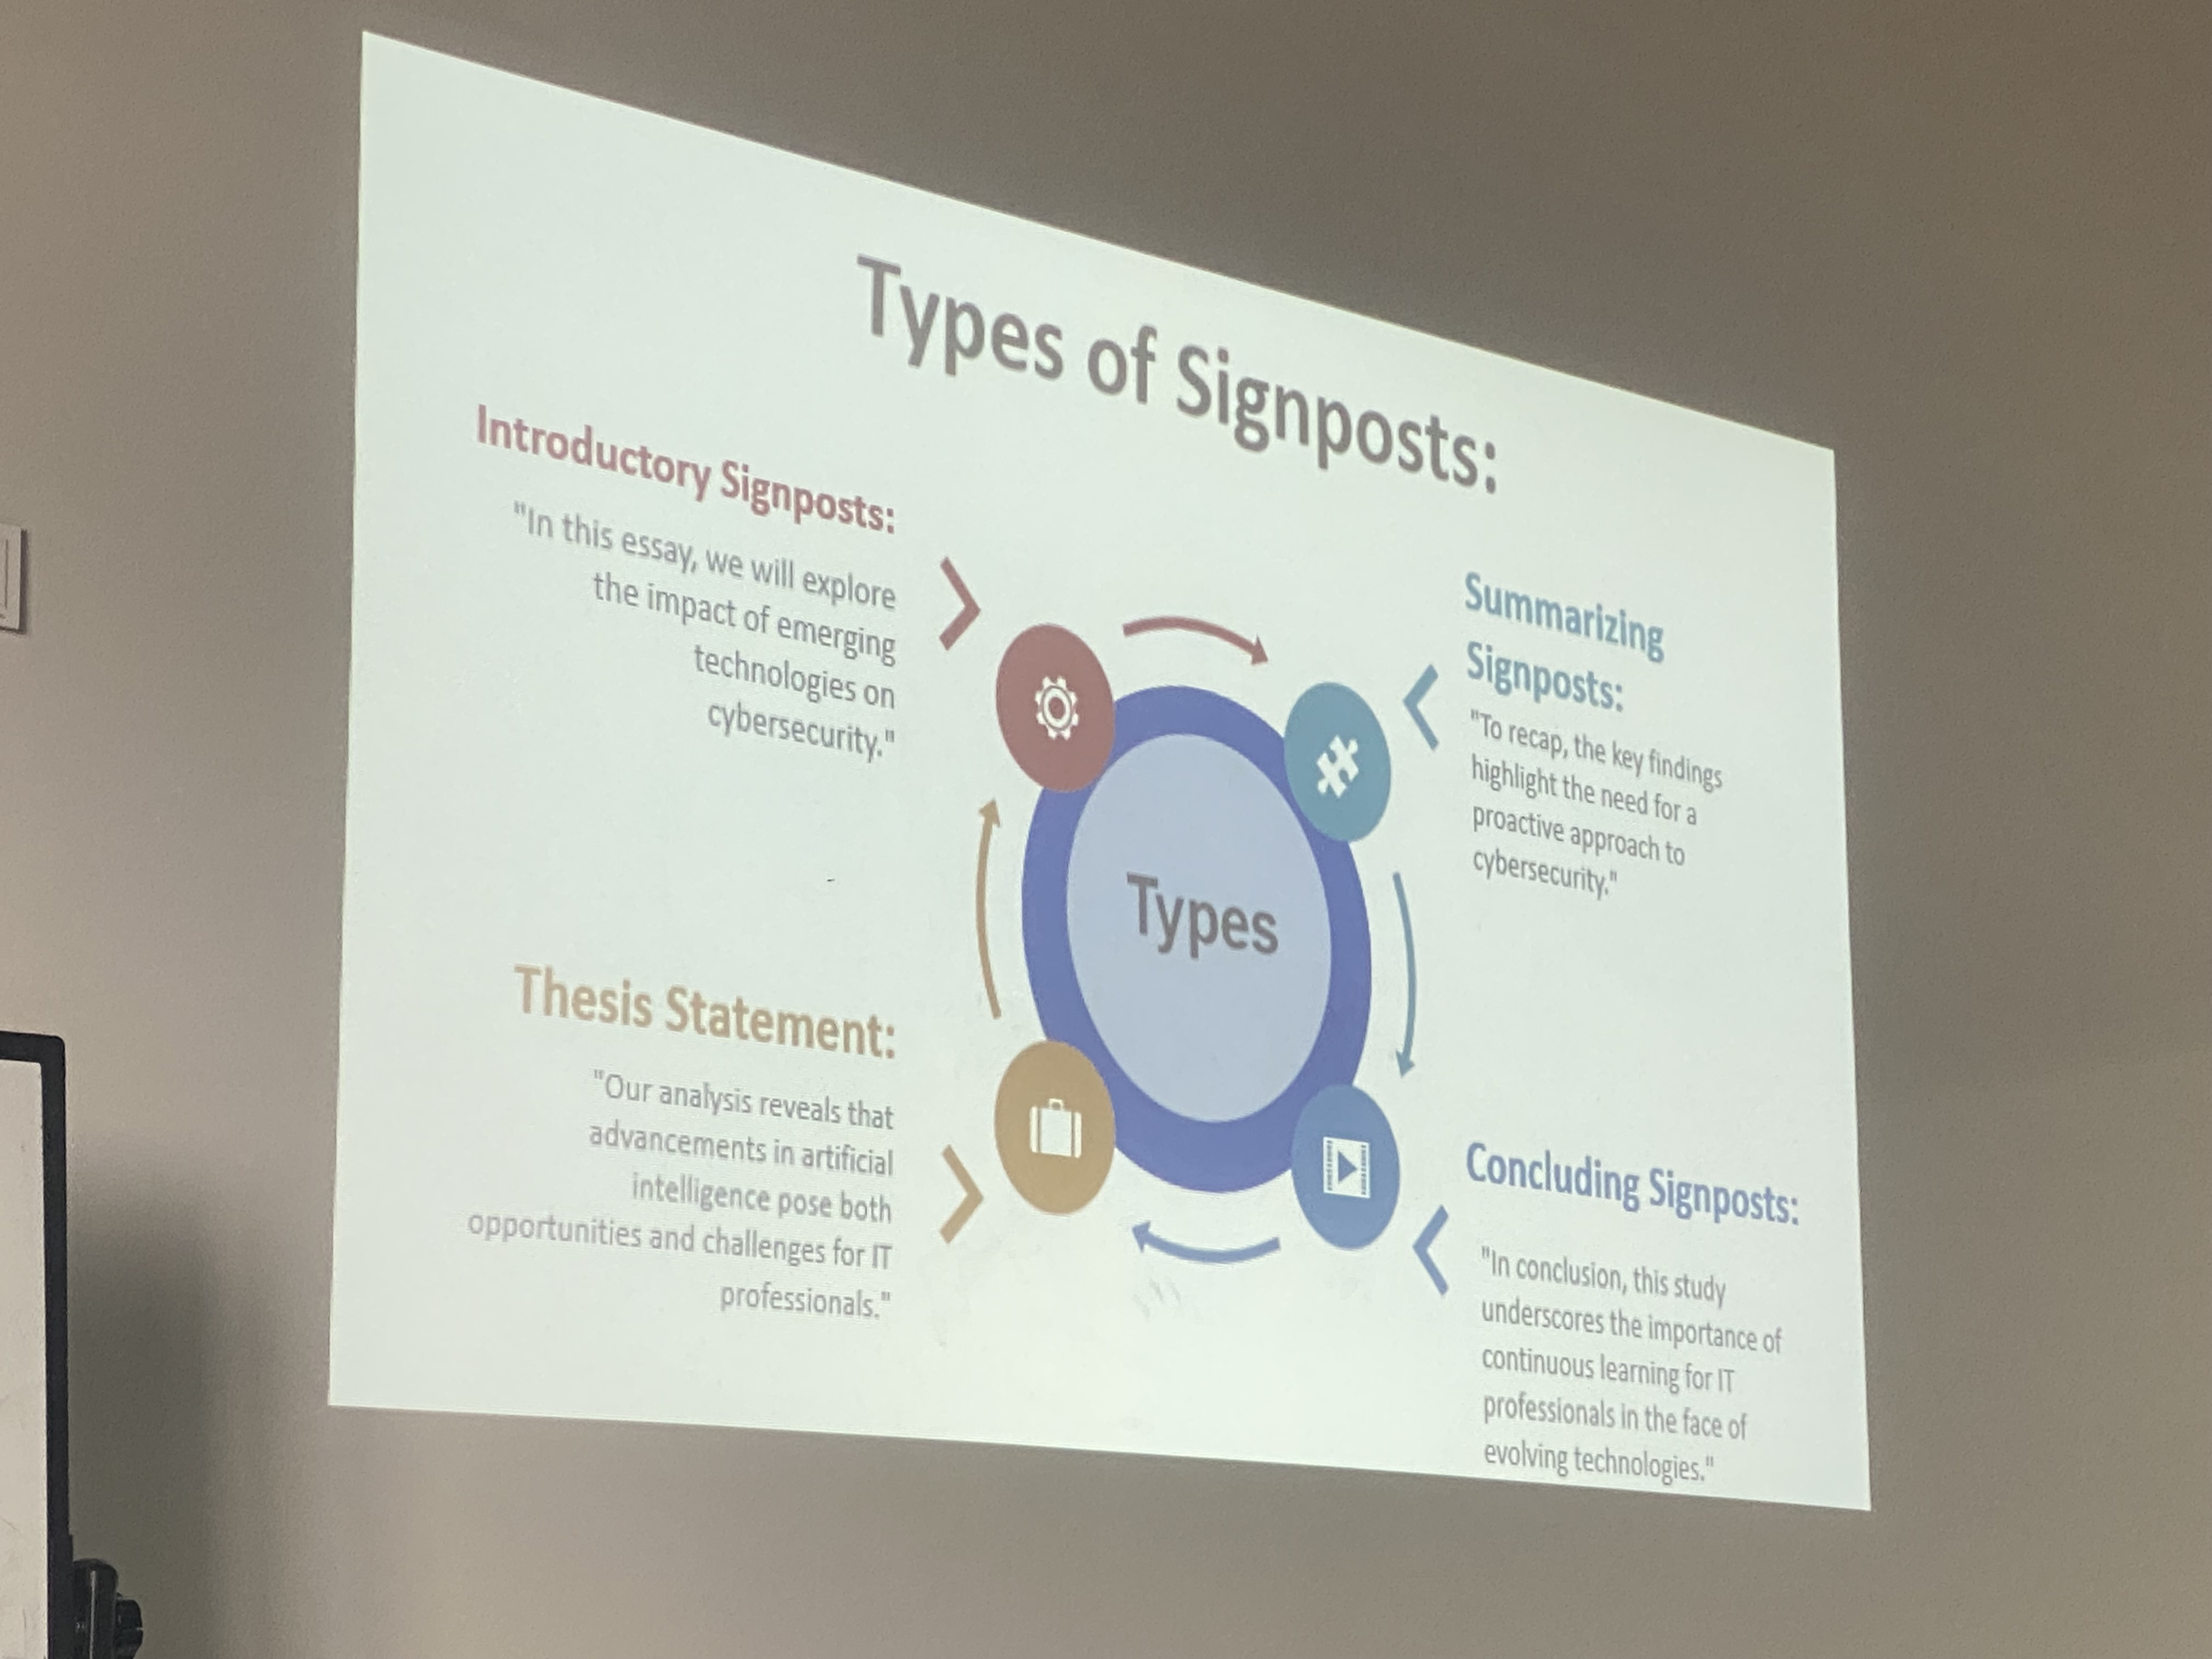 Types of Signposts:
Introductory Signposts:
"In this essay, we will explore
the impact of emerging
technologies on
cybersecurity."
Summarizing
Signposts:
"To recap, the key findings
highlight the need for a
proactive approach to
cybersecurity."
Types
Thesis Statement:
"Our analysis reveals that
advancements in artificial
intelligence pose both
opportunities and challenges for IT
professionals."
Concluding Signposts:
"In conclusion, this study
underscores the importance of
continuous learning for IT
professionals in the face of
evolving technologies."